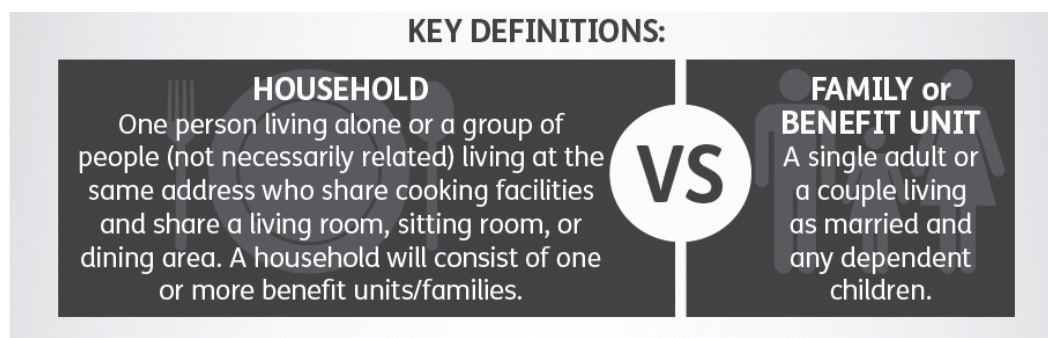 KEY DEFINITIONS:
HOUSEHOLD
One person living alone or a group of
people (not necessarily related) living at the
same address who share cooking facilities
and share a living room, sitting room, or
dining area. A household will consist of one
or more benefit units/families.
VS
FAMILY or
BENEFIT UNIT
A single adult or
a couple living
as married and
any dependent
children.